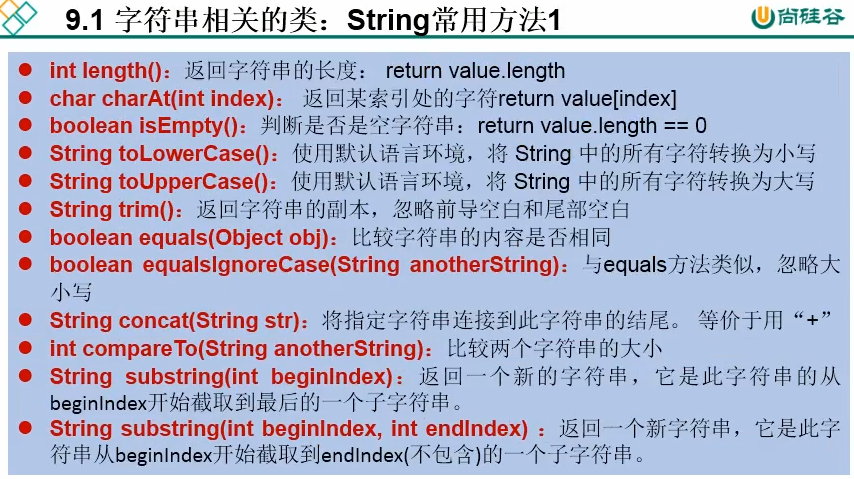 9.1 字符串相关的类：String常用方法1
尚硅谷
int length()：返回字符串的长度： return value.length
char charAt(int index)： 返回某索引处的字符return value[index]
boolean isEmpty()：判断是否是空字符串：return value.length == 0
String toLowerCase()：使用默认语言环境，将 String 中的所有字符转换为小写
String toUpperCase()：使用默认语言环境，将 String 中的所有字符转换为大写
String trim()：返回字符串的副本，忽略前导空白和尾部空白
boolean equals(Object obj)：比较字符串的内容是否相同
boolean equalsIgnoreCase(String anotherString)：与equals方法类似，忽略大
小写
String concat(String str)：将指定字符串连接到此字符串的结尾。 等价于用“+”
int compareTo(String anotherString)：比较两个字符串的大小
String substring(int beginIndex)：返回一个新的字符串，它是此字符串的从
beginIndex开始截取到最后的一个子字符串。
String substring(int beginIndex, int endIndex) ：返回一个新字符串，它是此字
符串从beginIndex开始截取到endIndex(不包含)的一个子字符串。